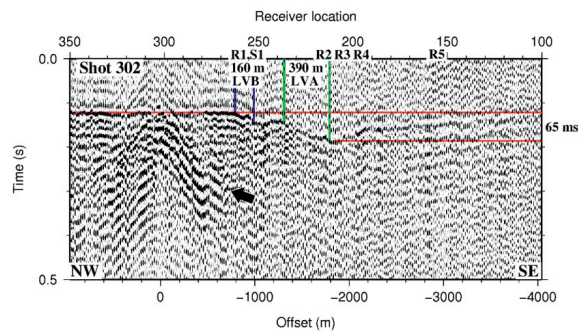 Receiver location
350 300 250 200 150 100
R1,S1 R2 R3 R4 R5
Shot 302 160 m 390 m
LVB LVA
0.0
65 ms
Time (s)
0.5
NW SE
0 -1000 -2000 -3000 -4000
Offset (m)